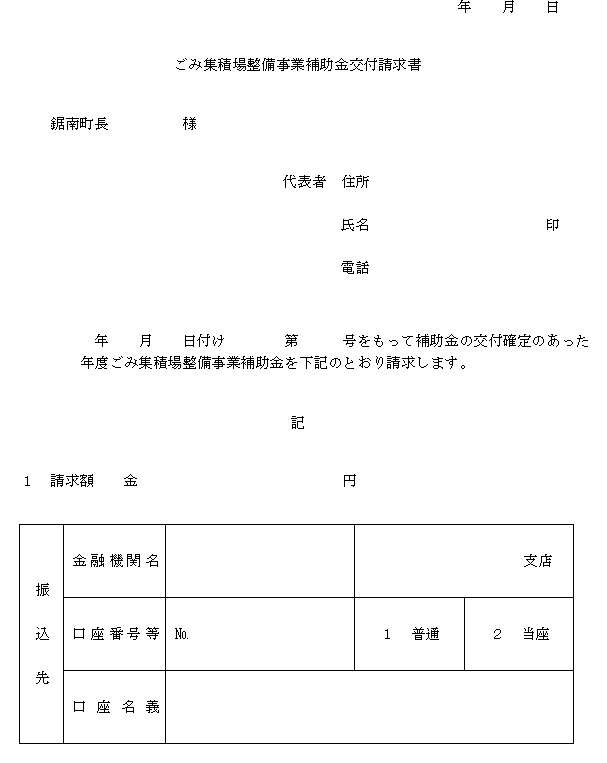 年　　月　　日
ごみ集積場整備事業補助金交付請求書
鋸南町長　　　　　様
代表者　住所
氏名　　　　　　　　　　　　印
電話
年　　月　　日付け　　　　第　　　号をもって補助金の交付確定のあった
年度ごみ集積場整備事業補助金を下記のとおり請求します。
記
1　請求額　　金　　　　　　　　　　　　　　円
振込先
金融機関名　　　　　　　　　　　　支店
口座番号等　№　　　　　　1　普通　　2　当座
口座名義